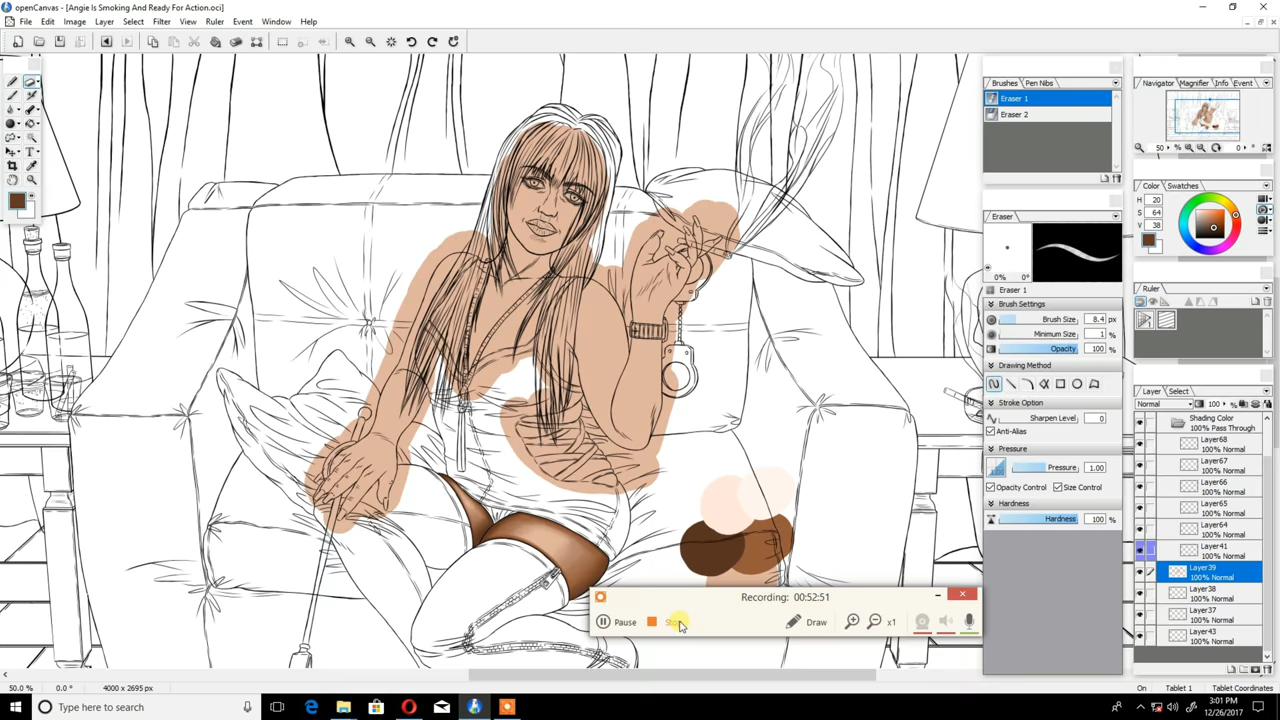 openCanvas - [Angie Is Smoking And Ready For Action.oci]
File Edit Image Layer Select Filter View Ruler Event Window Help
Brushes Pen Nibs
Eraser 1
Eraser 2
Navigator Magnifier Info Event
50 % 0 °
Color Swatches
H 20
S 64
V 38
Eraser
0% 0°
Eraser 1
Brush Settings
Brush Size 8.4 px
Minimum Size 1 %
Opacity 100 %
Drawing Method
Stroke Option
Sharpen Level 0
Anti-Alias
Pressure
Pressure 1.00
Opacity Control Size Control
Hardness
Hardness 100 %
Ruler
Layer Select
Normal 100 %
Shading Color
100% Pass Through
Layer68
100% Normal
Layer67
100% Normal
Layer66
100% Normal
Layer65
100% Normal
Layer64
100% Normal
Layer41
100% Normal
Layer39
100% Normal
Layer38
100% Normal
Layer37
100% Normal
Layer43
100% Normal
Recording: 00:52:51
Pause Stop Draw x1
50.0 % 0.0 ° 4000 x 2695 px On Tablet 1 Tablet Coordinates
Type here to search
3:01 PM
12/26/2017